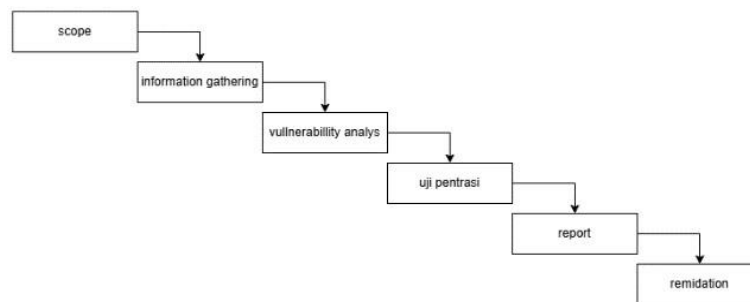 scope
information gathering
vullnerabillity analys
uji pentrasi
report
remidation